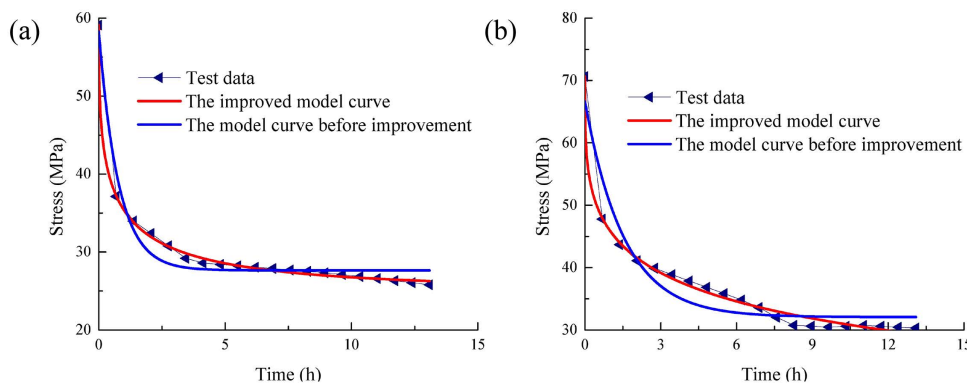 (a)
60
50
40
30
20
0
5
10
15
Stress (MPa)
Time (h)
Test data
The improved model curve
The model curve before improvement
(b)
80
70
60
50
40
30
0
3
6
9
12
15
Stress (MPa)
Time (h)
Test data
The improved model curve
The model curve before improvement